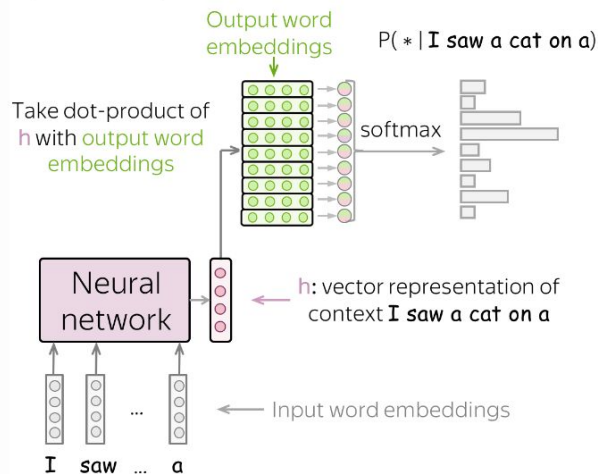 Output word
embeddings
P( * | I saw a cat on a)
Take dot-product of
h with output word
embeddings
softmax
Neural
network
h: vector representation of
context I saw a cat on a
...
Input word embeddings
I saw ... a